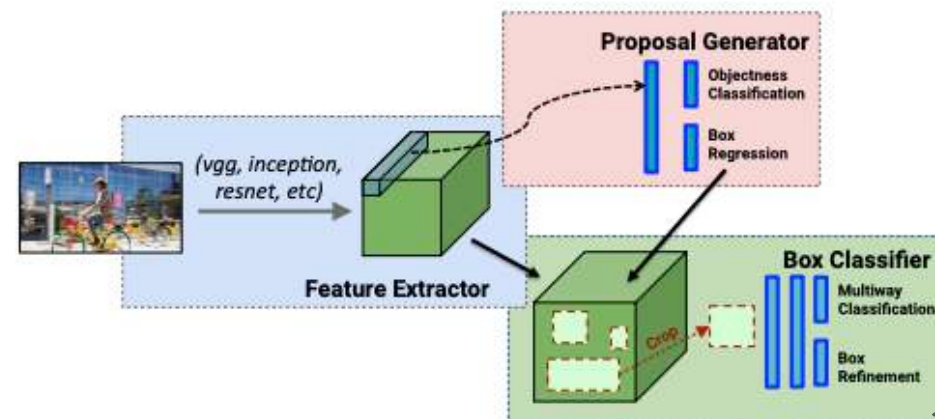 Proposal Generator
Objectness
Classification
Box
Regression
(vgg, inception,
resnet, etc)
Feature Extractor
Box Classifier
Multiway
Classification
Crop
Box
Refinement